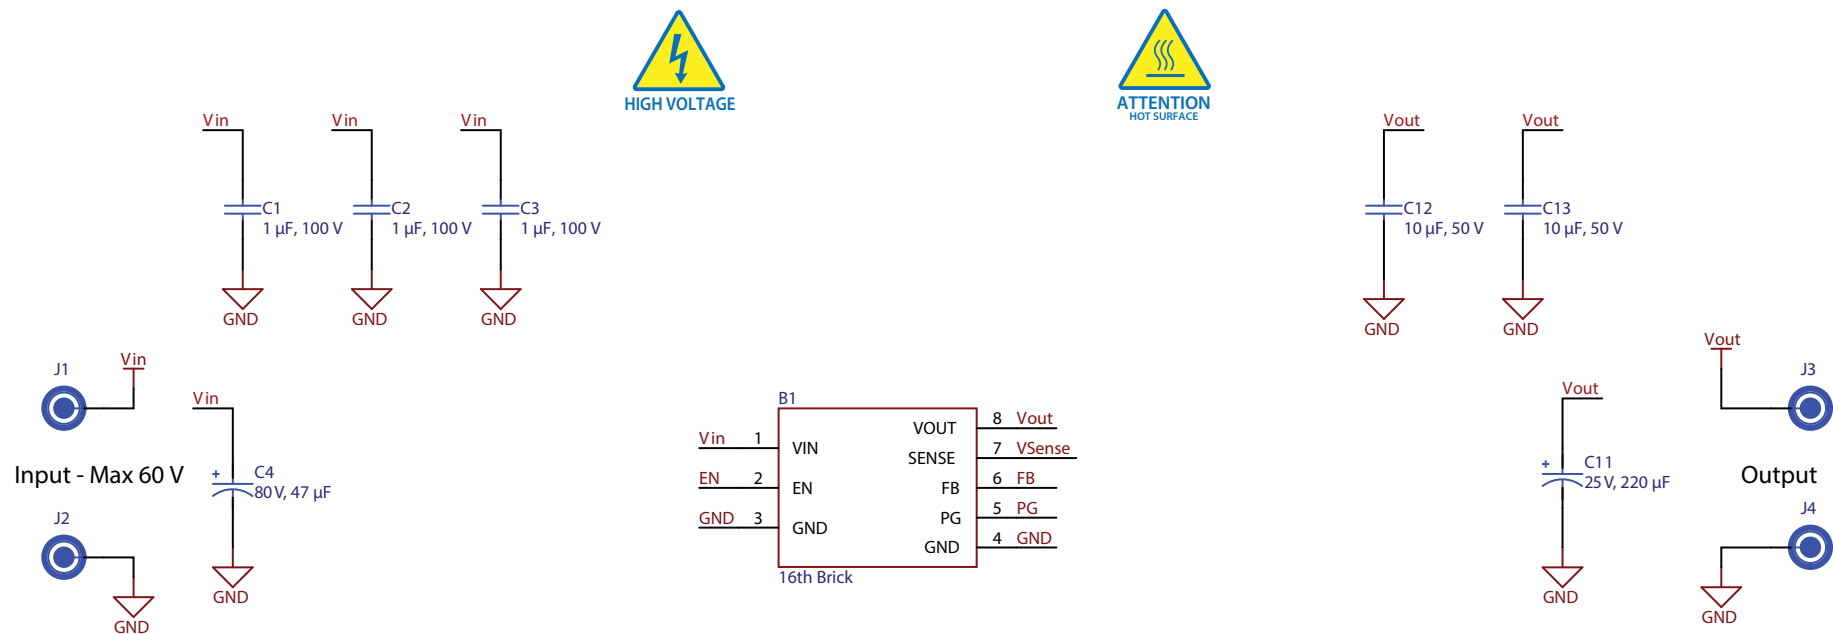 HIGH VOLTAGE
ATTENTION
HOT SURFACE
Vin
Vin
Vin
Vout
Vout
C1
1 µF, 100 V
C2
1 µF, 100 V
C3
1 µF, 100 V
C12
10 µF, 50 V
C13
10 µF, 50 V
GND
GND
GND
GND
GND
J1
Vin
Vin
Input - Max 60 V
C4
80 V, 47 µF
J2
GND
GND
B1
Vin 1 VIN
EN 2 EN
GND 3 GND
VOUT 8 Vout
SENSE 7 VSense
FB 6 FB
PG 5 PG
GND 4 GND
16th Brick
Vout
C11
25 V, 220 µF
GND
Vout
J3
Output
J4
GND